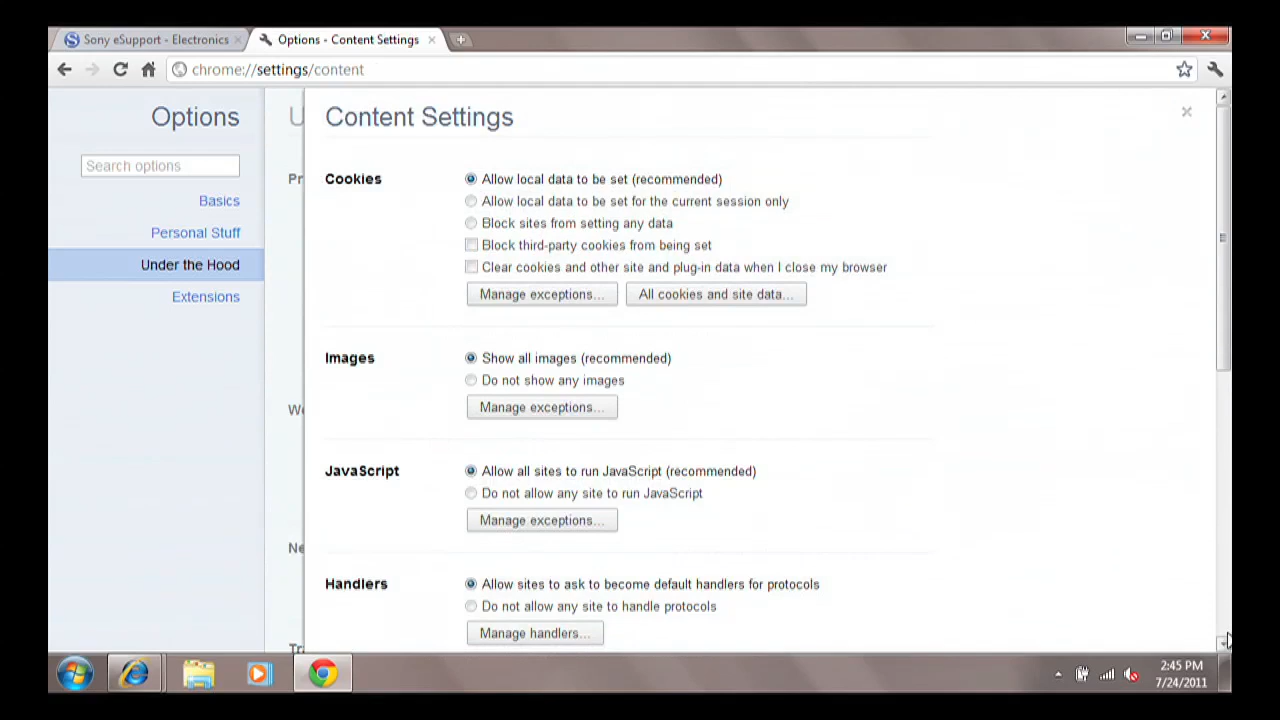 Sony eSupport - Electronics
Options - Content Settings
chrome://settings/content
Options
Search options
Basics
Personal Stuff
Under the Hood
Extensions
U
Pr
We
Ne
Tr
Content Settings
Cookies
Allow local data to be set (recommended)
Allow local data to be set for the current session only
Block sites from setting any data
Block third-party cookies from being set
Clear cookies and other site and plug-in data when I close my browser
Manage exceptions...
All cookies and site data...
Images
Show all images (recommended)
Do not show any images
Manage exceptions...
JavaScript
Allow all sites to run JavaScript (recommended)
Do not allow any site to run JavaScript
Manage exceptions...
Handlers
Allow sites to ask to become default handlers for protocols
Do not allow any site to handle protocols
Manage handlers...
2:45 PM
7/24/2011